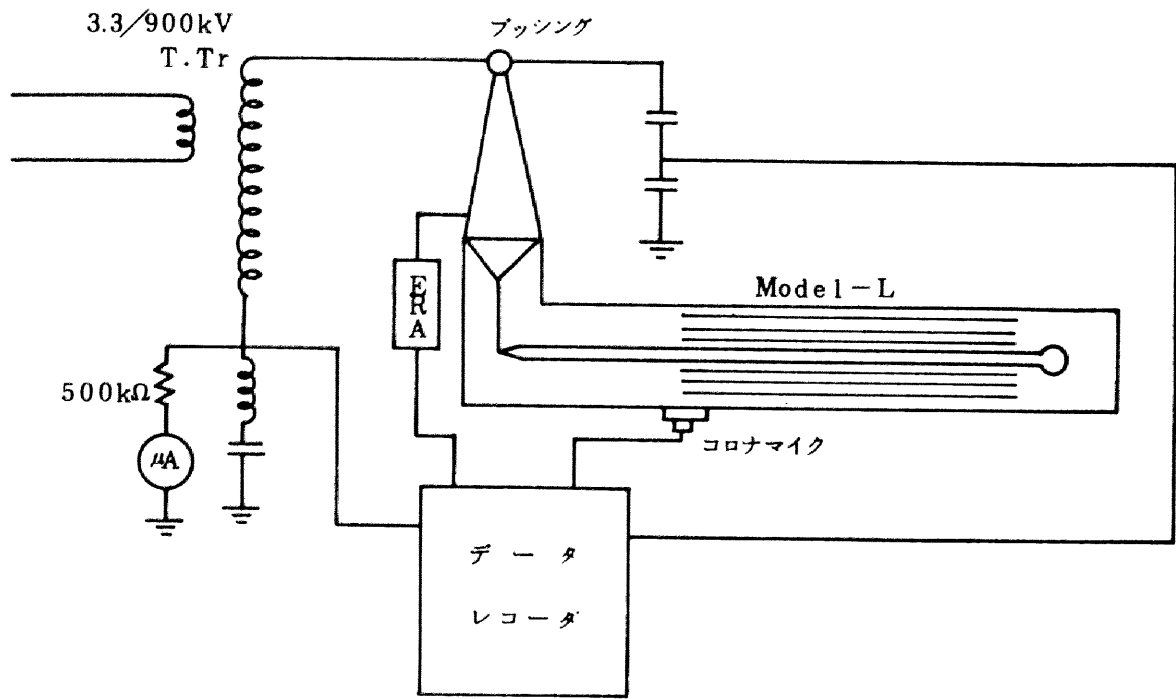 3.3/900kV
T.Tr
ブッシング
ERA
Model-L
500kΩ
μA
コロナマイク
データ
レコーダ